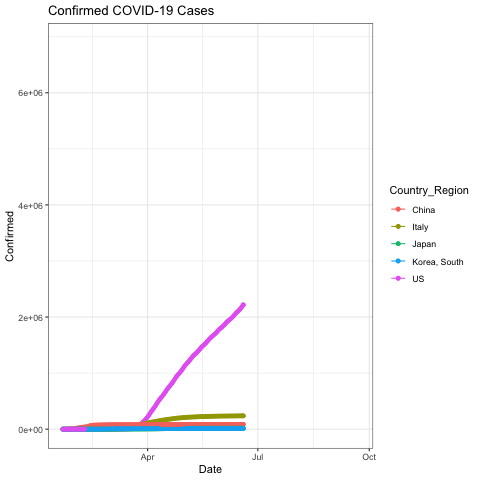 Confirmed COVID-19 Cases
6e+06
4e+06
2e+06
0e+00
Confirmed
Apr
Jul
Oct
Date
Country_Region
China
Italy
Japan
Korea, South
US